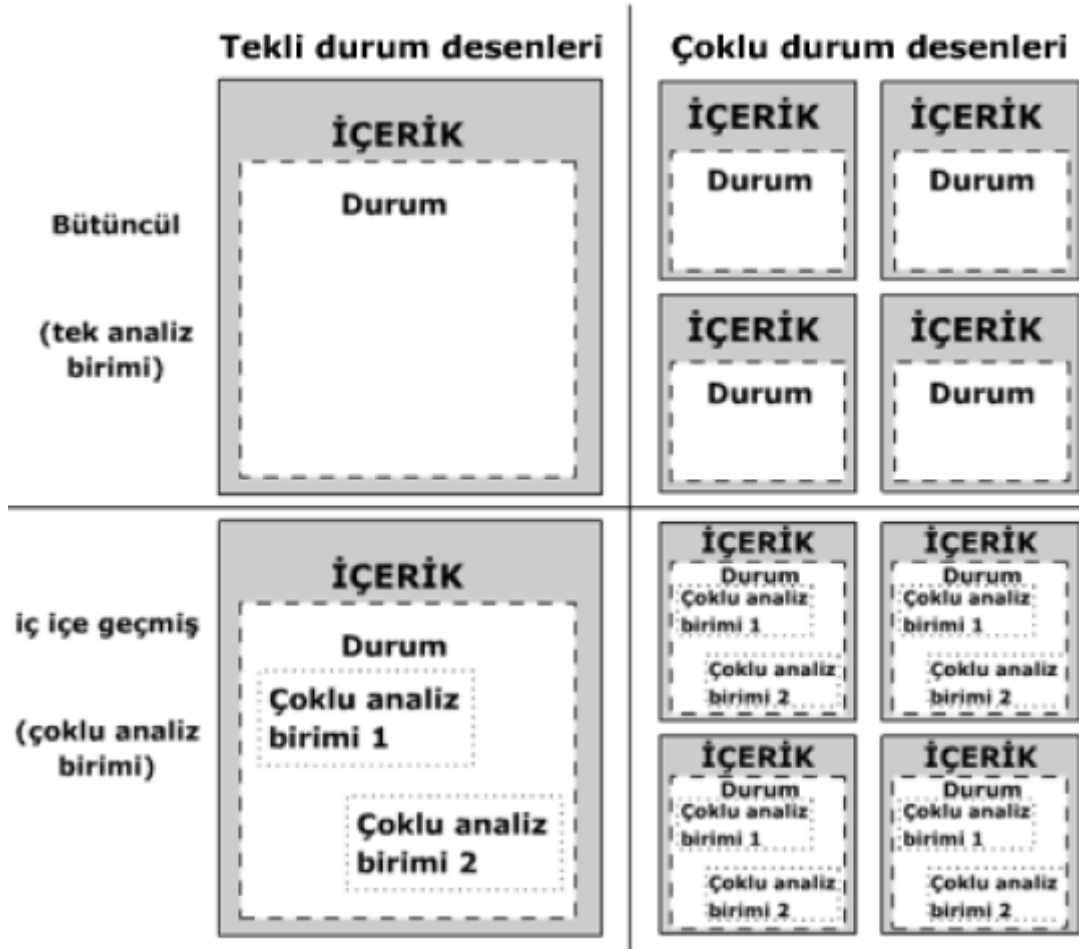 Tekli durum desenleri
Çoklu durum desenleri
Bütüncül
(tek analiz
birimi)
İÇERİK
Durum
İÇERİK
Durum
İÇERİK
Durum
İÇERİK
Durum
İÇERİK
Durum
iç içe geçmiş
(çoklu analiz
birimi)
İÇERİK
Durum
Çoklu analiz
birimi 1
Çoklu analiz
birimi 2
İÇERİK
Durum
Çoklu analiz
birimi 1
Çoklu analiz
birimi 2
İÇERİK
Durum
Çoklu analiz
birimi 1
Çoklu analiz
birimi 2
İÇERİK
Durum
Çoklu analiz
birimi 1
Çoklu analiz
birimi 2
İÇERİK
Durum
Çoklu analiz
birimi 1
Çoklu analiz
birimi 2